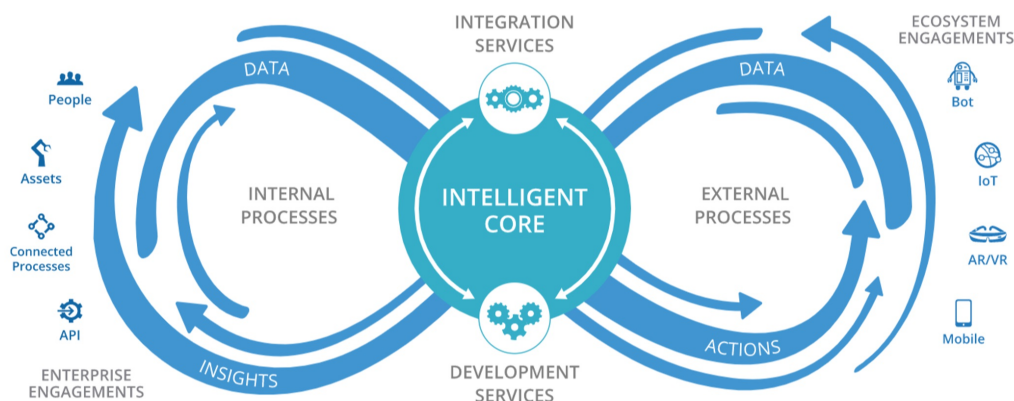 INTEGRATION
SERVICES
ECOSYSTEM
ENGAGEMENTS
DATA
DATA
People
Assets
Connected
Processes
API
INTERNAL
PROCESSES
INTELLIGENT
CORE
EXTERNAL
PROCESSES
Bot
IoT
AR/VR
Mobile
INSIGHTS
ACTIONS
ENTERPRISE
ENGAGEMENTS
DEVELOPMENT
SERVICES